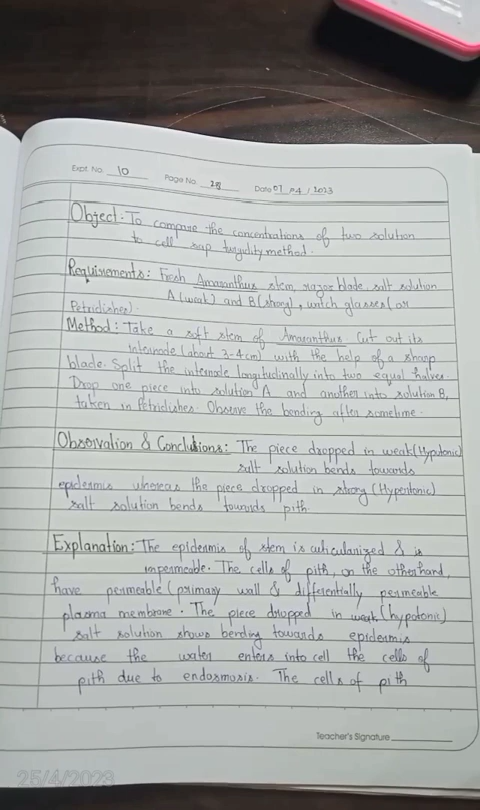 Expt. No. 10
Page No. 28
Date 01 04 / 2023
Object - To compare the concentrations of two solution
to cell sap turgidity method.
Requirements: Fresh Amaranthus stem, razor blade, salt solution
A (weak) and B (strong), watch glasses (or
Petridishes).
Method: Take a soft stem of Amaranthus Cut out its
internode (about 3-4 cm) with the help of a sharp
blade. Split the internode longitudinally into two equal halves.
Drop one piece into solution A and another into solution B,
taken in Petridishes. Observe the bending after sometime.
Observation & Conclusions: The piece dropped in weak (Hypotonic)
salt solution bends towards
epidermis whereas the piece dropped in strong (Hypertonic)
salt solution bends towards pith.
Explanation: The epidermis of stem is cuticularized & is
impermeable. The cells of pith, on the other hand,
have permeable (primary wall & differentially permeable
plasma membrane. The piece dropped in weak (hypotonic)
salt solution shows bending towards epidermis
because the water enters into cell the cells of
pith due to endosmosis. The cells of pith
Teacher's Signature
25/4/2023